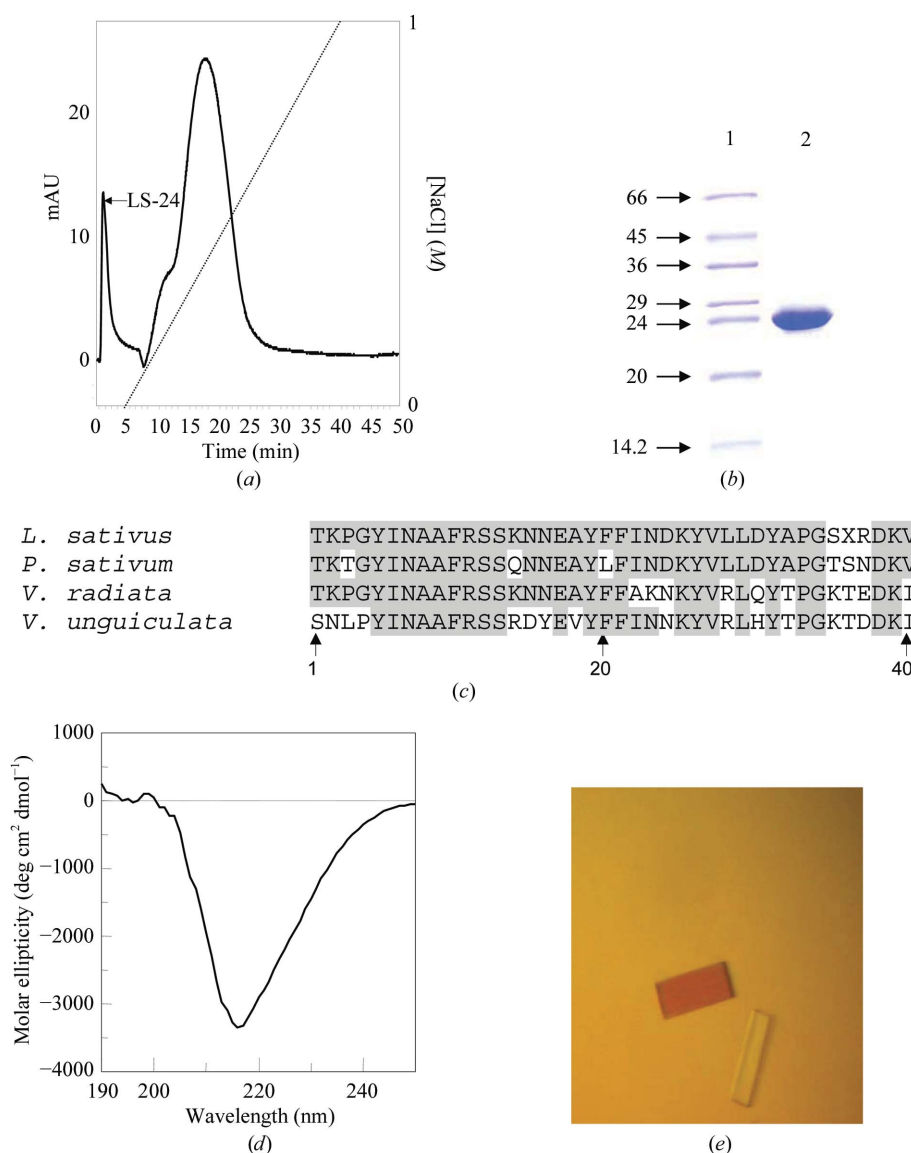 1
20
10
0
mAU
LS-24
[NaCl] (M)
0
0 5 10 15 20 25 30 35 40 45 50
Time (min)
(a)
1 2
66
45
36
29
24
20
14.2
(b)
L. sativus TKPGYINAAFRSSKNNEAYFFINDKYVLLDYAPGSXRDKV
P. sativum TKTGYINAAFRSSQNNEAYLFINDKYVLLDYAPGTSNDKV
V. radiata TKPGYINAAFRSSKNNEAYFFAKNKYVRLQYTPGKTEDKI
V. unguiculata SNLPYINAAFRSSRDYEVYFFINNKYVRLHYTPGKTDDKI
1 20 40
(c)
1000
0
−1000
−2000
−3000
−4000
Molar ellipticity (deg cm² dmol⁻¹)
190 200 220 240
Wavelength (nm)
(d)
(e)